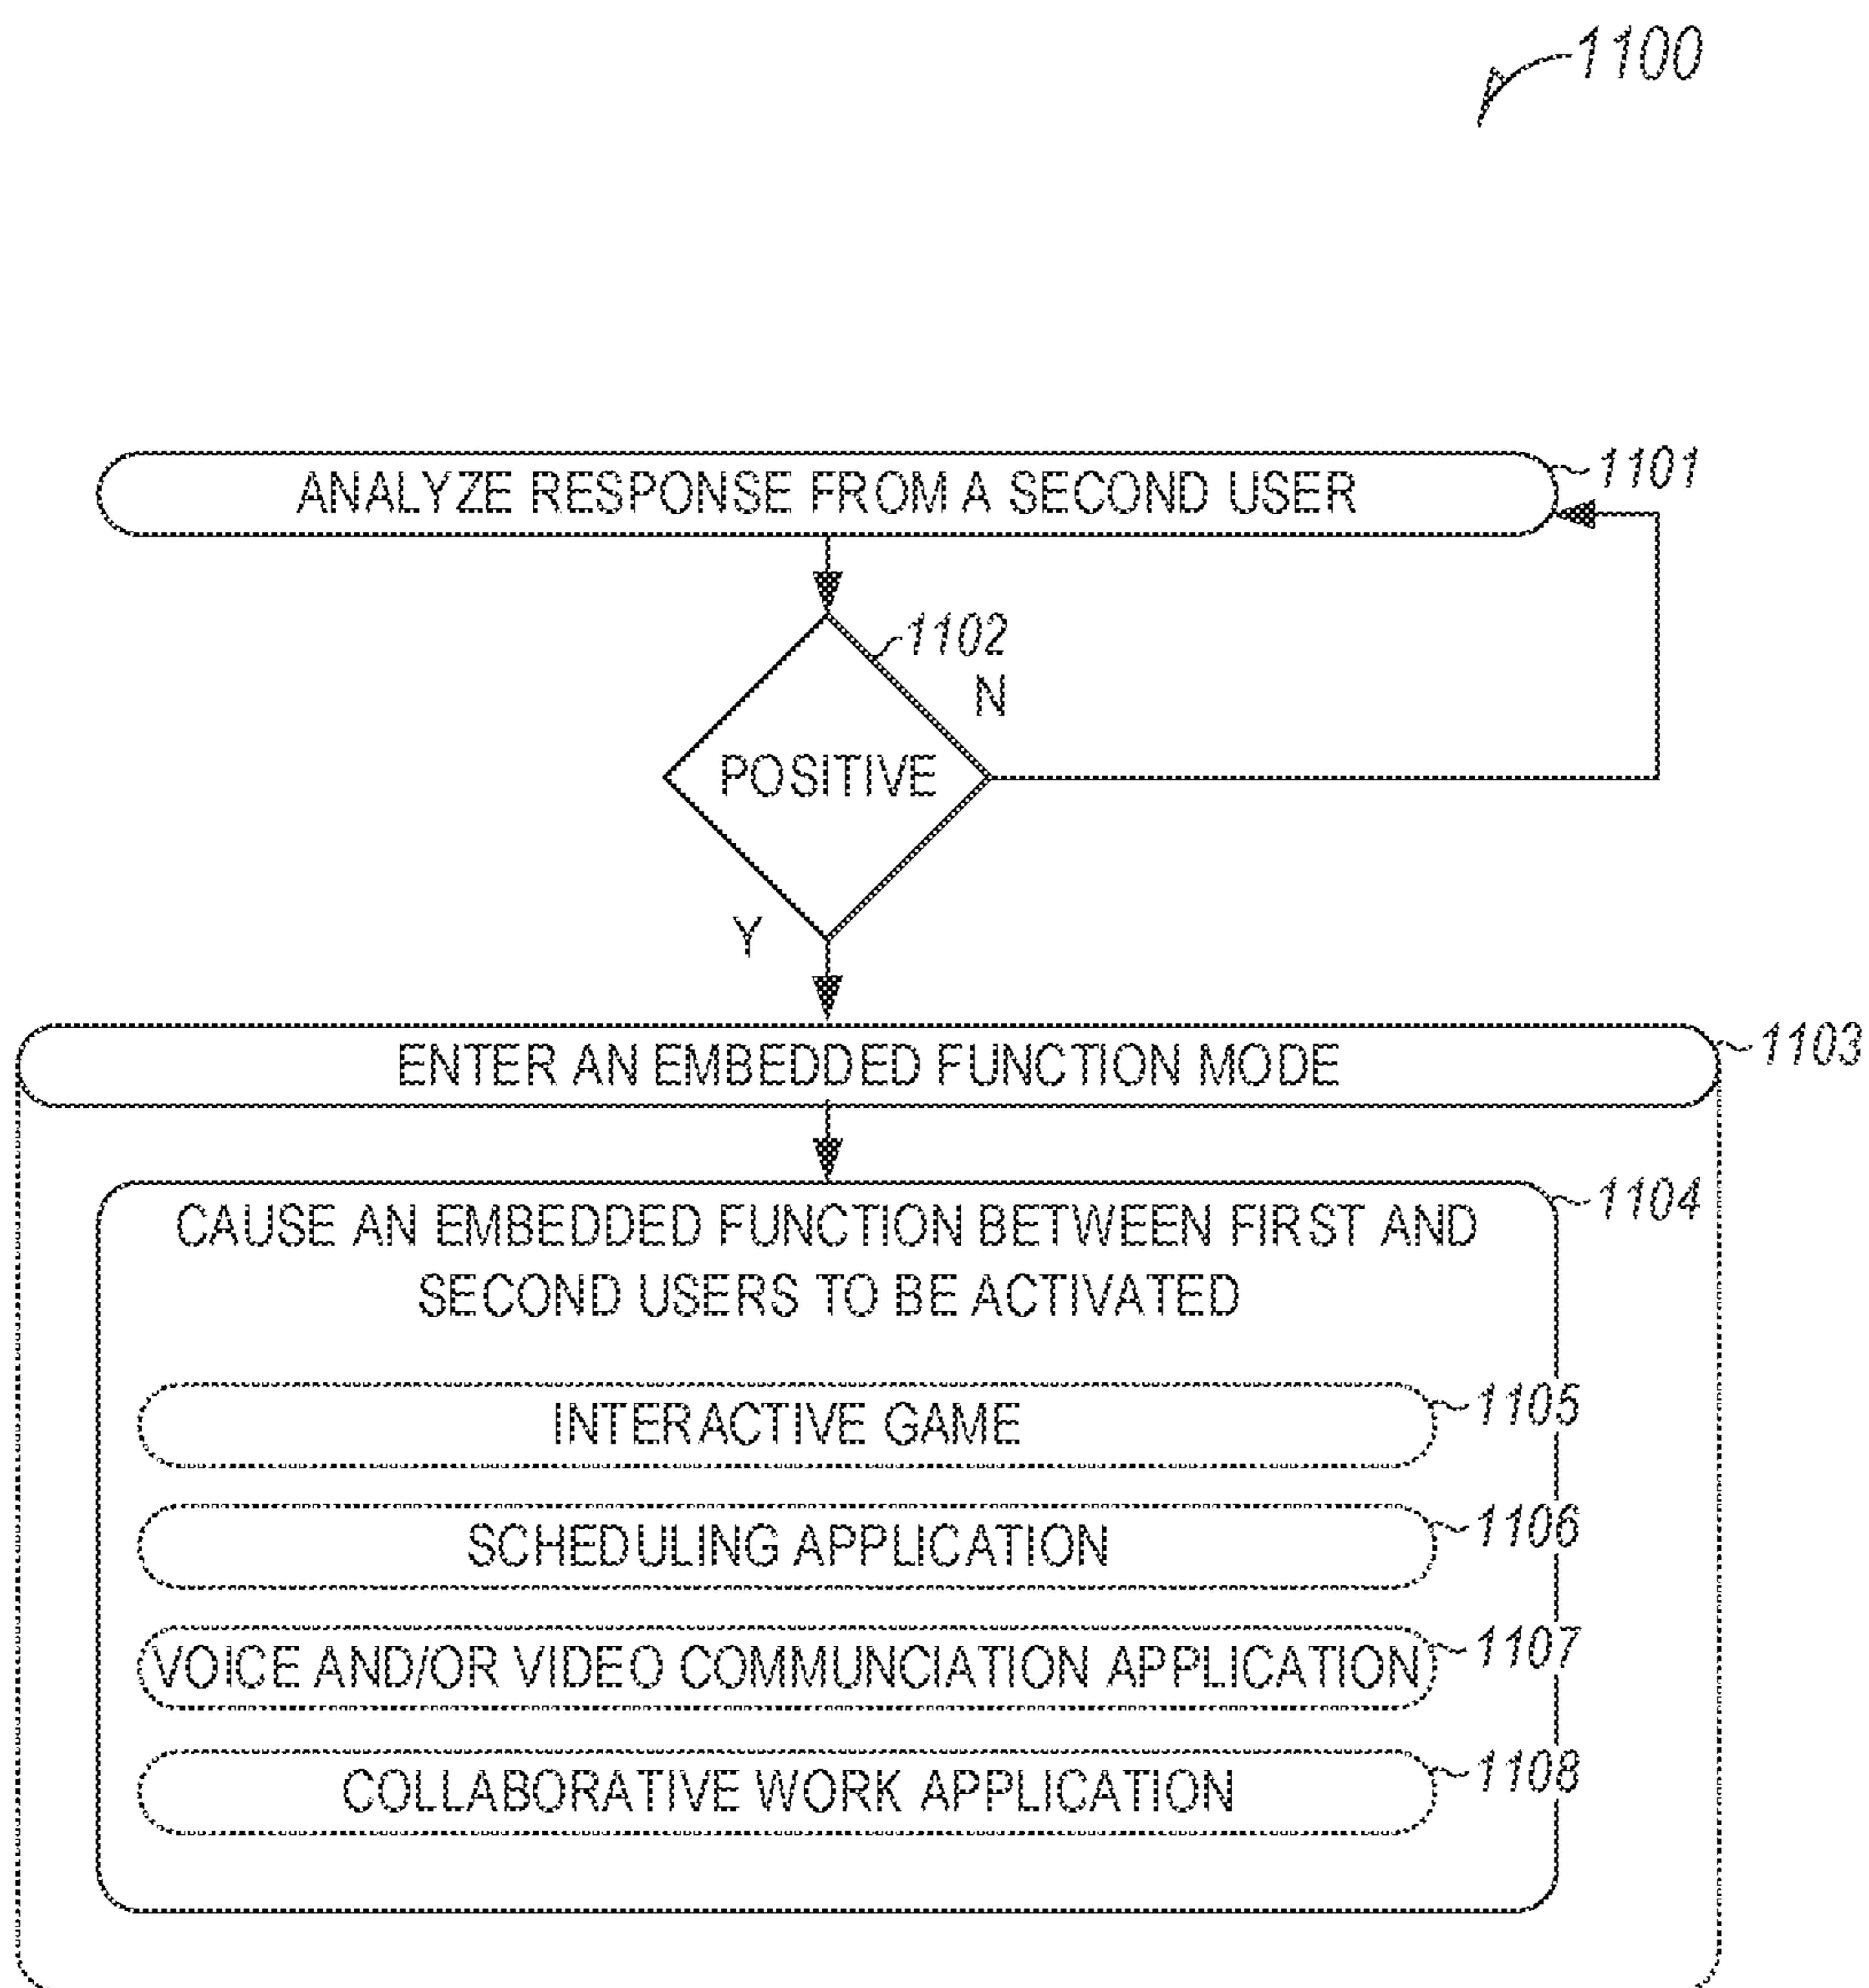 1100
ANALYZE RESPONSE FROM A SECOND USER
1101
1102
N
POSITIVE
Y
ENTER AN EMBEDDED FUNCTION MODE
1103
CAUSE AN EMBEDDED FUNCTION BETWEEN FIRST AND
SECOND USERS TO BE ACTIVATED
1104
INTERACTIVE GAME
1105
SCHEDULING APPLICATION
1106
VOICE AND/OR VIDEO COMMUNCIATION APPLICATION
1107
COLLABORATIVE WORK APPLICATION
1108